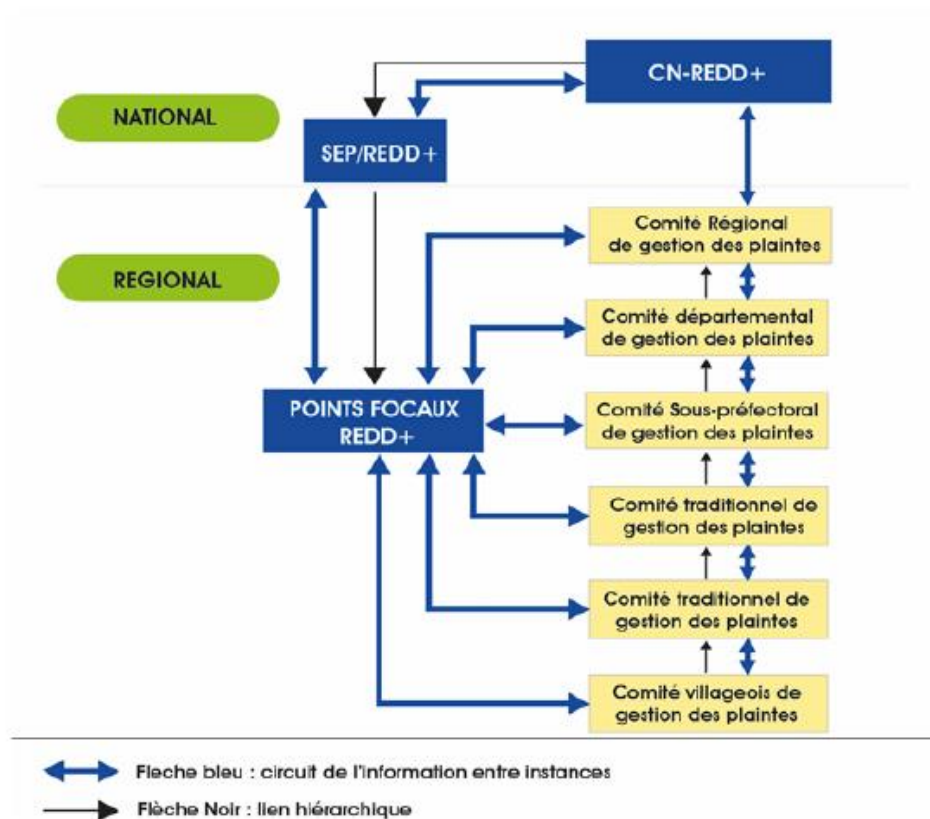 CN-REDD+
NATIONAL
SEP/REDD+
Comité Régional
de gestion des plaintes
REGIONAL
Comité départemental
de gestion des plaintes
POINTS FOCAUX
REDD+
Comité Sous-préfectoral
de gestion des plaintes
Comité traditionnel de
gestion des plaintes
Comité traditionnel de
gestion des plaintes
Comité villageois de
gestion des plaintes
Fleche bleu : circuit de l'information entre instances
Flèche Noir : lien hiérarchique